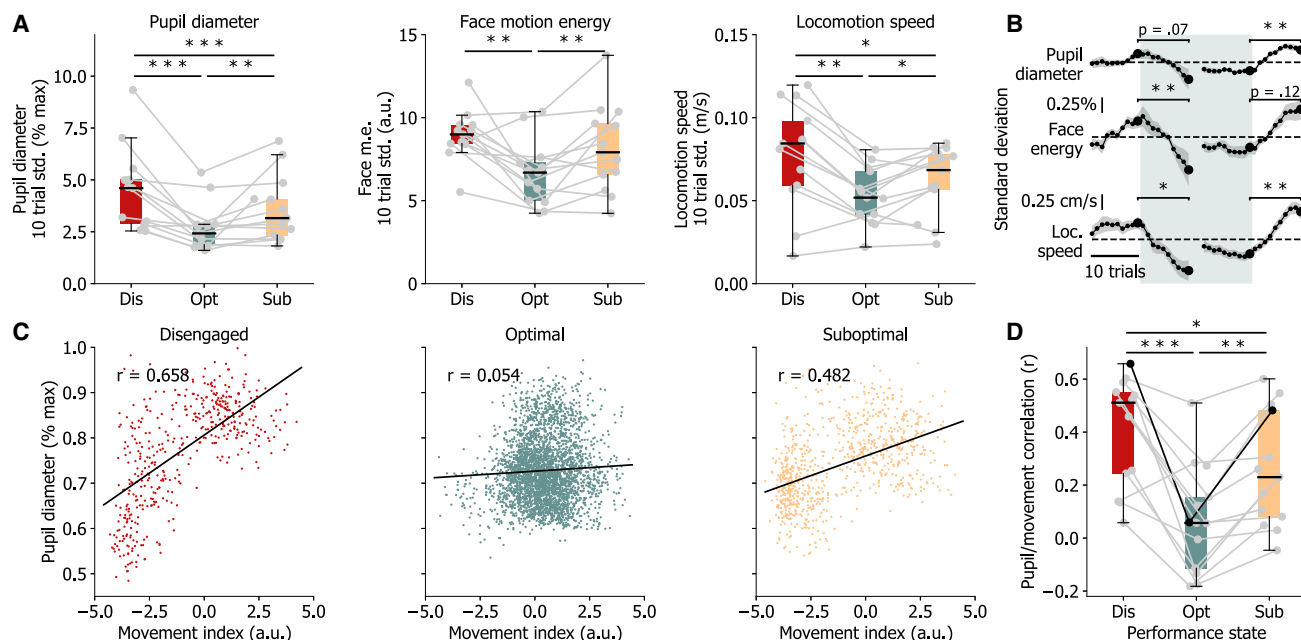 A
Pupil diameter
* * *
* * *
* *
Pupil diameter
10 trial std. (% max)
10.0
7.5
5.0
2.5
0.0
Dis
Opt
Sub
Face motion energy
* *
* *
Face m.e.
10 trial std. (a.u.)
15
10
5
0
Dis
Opt
Sub
Locomotion speed
*
* *
*
Locomotion speed
10 trial std. (m/s)
0.15
0.10
0.05
0.00
Dis
Opt
Sub
B
Standard deviation
p = .07
* *
Pupil
diameter
0.25%
* *
p = .12
Face
energy
0.25 cm/s
*
* *
Loc.
speed
10 trials
C
Disengaged
r = 0.658
Pupil diameter (% max)
1.0
0.9
0.8
0.7
0.6
0.5
−5.0
−2.5
0.0
2.5
5.0
Movement index (a.u.)
Optimal
r = 0.054
−5.0
−2.5
0.0
2.5
5.0
Movement index (a.u.)
Suboptimal
r = 0.482
−5.0
−2.5
0.0
2.5
5.0
Movement index (a.u.)
D
*
* * *
* *
Pupil/movement correlation (r)
0.6
0.4
0.2
0.0
−0.2
Dis
Opt
Sub
Performance state